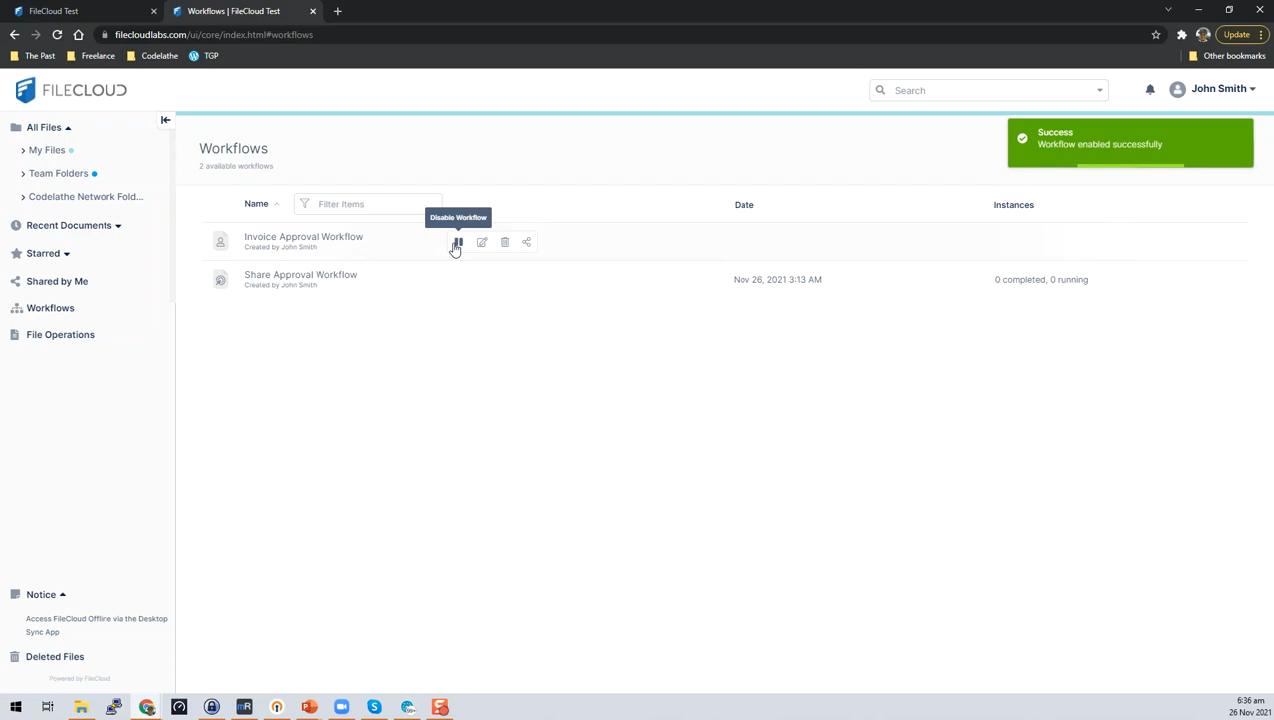 FileCloud Test
Workflows | FileCloud Test
filecloudlabs.com/ui/core/index.html#workflows
Update
The Past
Freelance
Codelathe
TGP
Other bookmarks
FILECLOUD
Search
John Smith
All Files
My Files
Team Folders
Codelathe Network Fold...
Recent Documents
Starred
Shared by Me
Workflows
File Operations
Workflows
2 available workflows
Success
Workflow enabled successfully
Name
Filter Items
Date
Instances
Disable Workflow
Invoice Approval Workflow
Created by John Smith
Share Approval Workflow
Created by John Smith
Nov 26, 2021 3:13 AM
0 completed, 0 running
Notice
Access FileCloud Offlire via the Desktop
Sync App
Deleted Files
Powered by FileCloud
mR
99+
6:36 am
26 Nov 2021